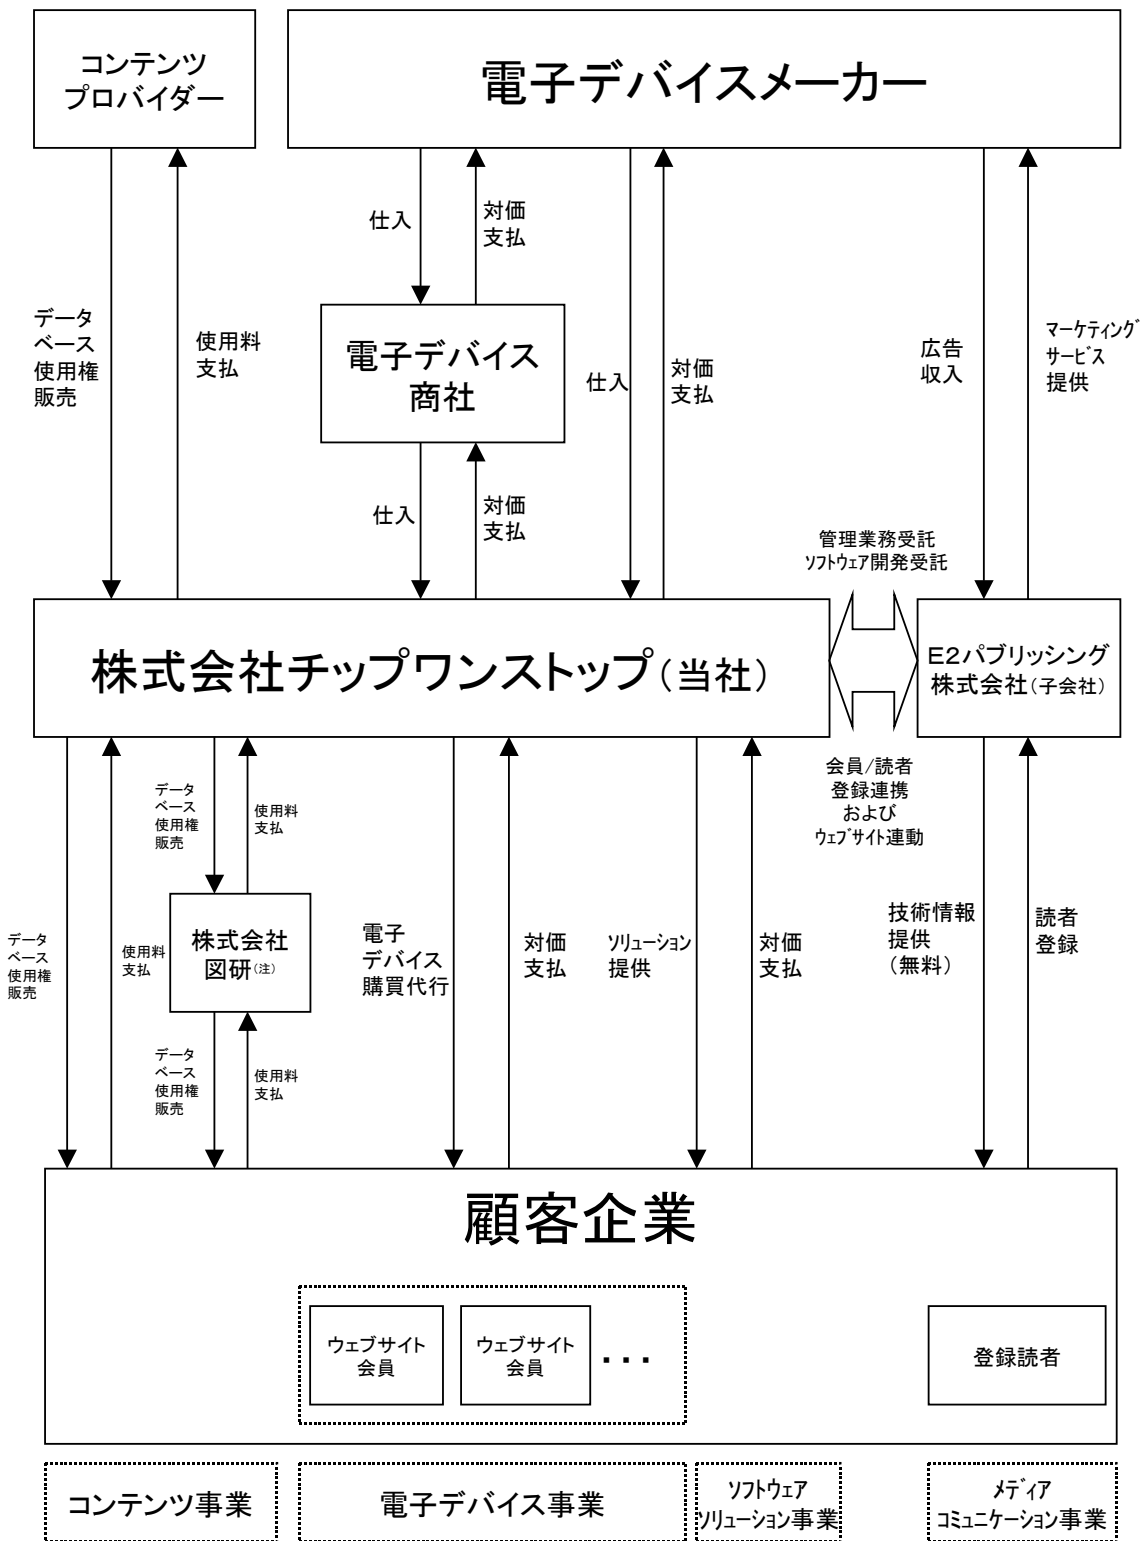 コンテンツ
プロバイダー
電子デバイスメーカー
仕入
対価
支払
データ
ベース
使用権
販売
使用料
支払
電子デバイス
商社
仕入
対価
支払
広告
収入
マーケティング
サービス
提供
仕入
対価
支払
管理業務受託
ソフトウェア開発受託
株式会社チップワンストップ(当社)
E2パブリッシング
株式会社(子会社)
会員/読者
登録連携
および
ウェブサイト連動
データ
ベース
使用権
販売
使用料
支払
データ
ベース
使用権
販売
使用料
支払
株式会社
図研(注)
電子
デバイス
購買代行
対価
支払
ソリューション
提供
対価
支払
技術情報
提供
(無料)
読者
登録
データ
ベース
使用権
販売
使用料
支払
顧客企業
ウェブサイト
会員
ウェブサイト
会員
・・・
登録読者
コンテンツ事業
電子デバイス事業
ソフトウェア
ソリューション事業
メディア
コミュニケーション事業